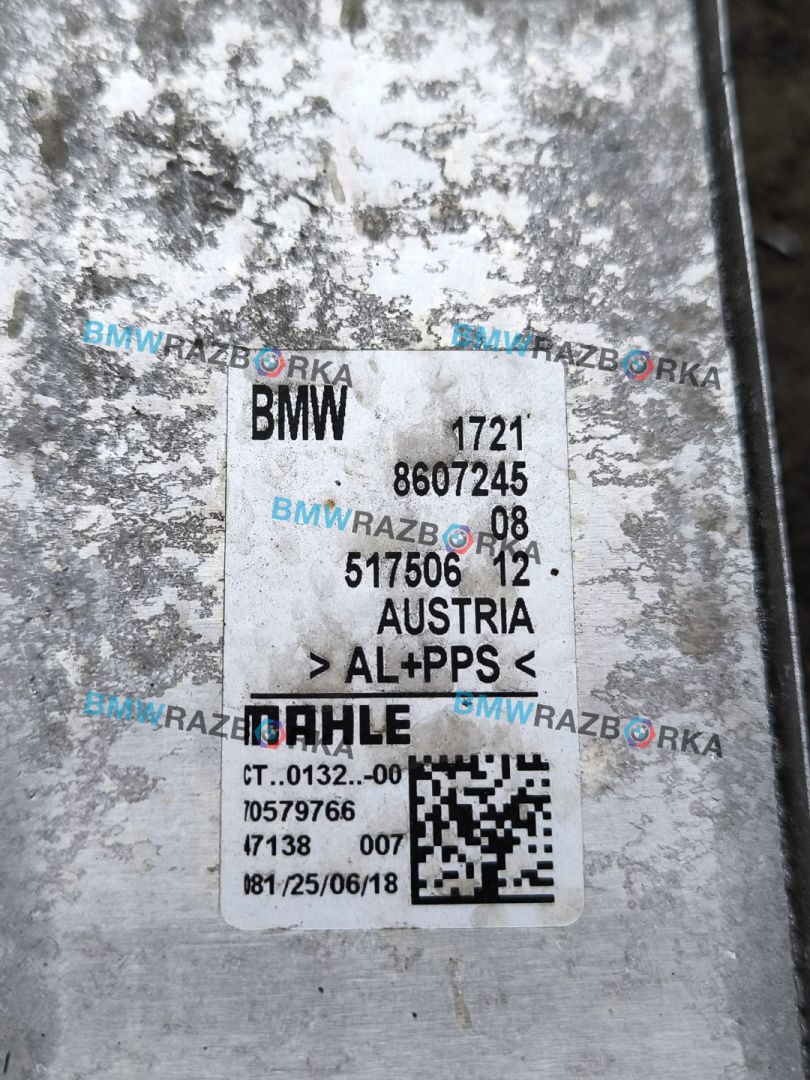 BMWRAZBORKA BMWRAZBORKA
BMW 1721
8607245
08
BMWRAZBORKA
517506 12
AUSTRIA
> AL+PPS <
BMWRAZBORKA BMWRAZBORKA
MAHLE
CT..0132..-00
70579766
47138 007
081/25/06/18